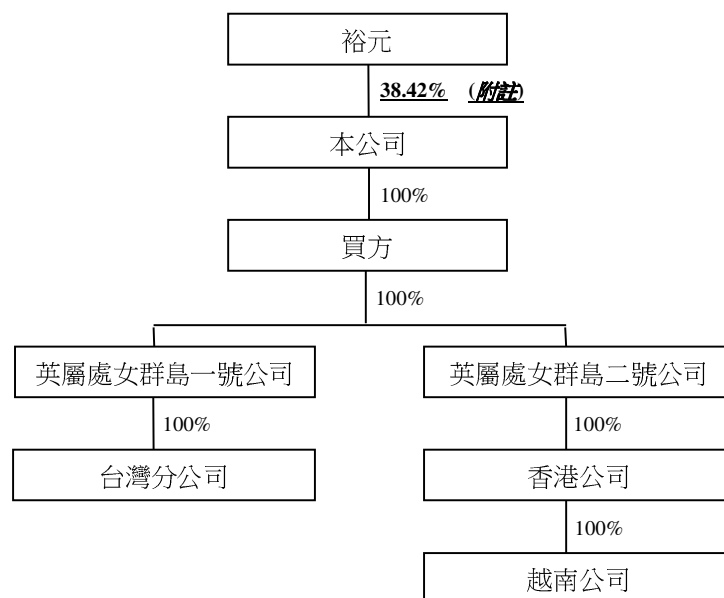 裕元
38.42% (附註)
本公司
100%
買方
100%
英屬處女群島一號公司 英屬處女群島二號公司
100% 100%
台灣分公司 香港公司
100%
越南公司